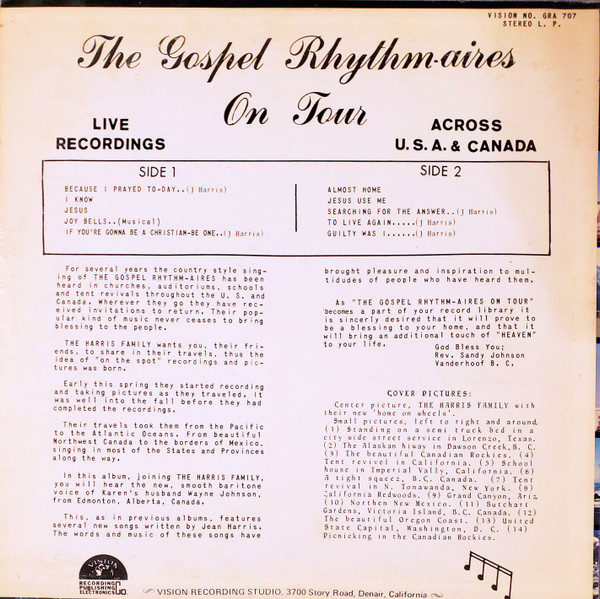 VISION NO. GRA 707
STEREO L. P.
The Gospel Rhythm-aires
On Tour
LIVE
RECORDINGS
ACROSS
U.S.A. & CANADA
SIDE 1
BECAUSE I PRAYED TO-DAY..(J Harris)
I KNOW
JESUS
JOY BELLS..(Musical)
IF YOU'RE GONNA BE A CHRISTIAN-BE ONE..(J Harris)
SIDE 2
ALMOST HOME
JESUS USE ME
SEARCHING FOR THE ANSWER..(J Harris)
TO LIVE AGAIN.....(J Harris)
GUILTY WAS I......(J Harris)
For several years the country style sing-
ing of THE GOSPEL RHYTHM-AIRES has been
heard in churches, auditoriums, schools
and tent revivals throughout the U. S. and
Canada. Wherever they go they have rec-
eived invitations to return. Their pop-
ular kind of music never ceases to bring
blessing to the people.
THE HARRIS FAMILY wants you, their fri-
ends, to share in their travels, thus the
idea of "on the spot" recordings and pic-
tures was born.
Early this spring they started recording
and taking pictures as they traveled. It
was well into the fall before they had
completed the recordings.
Their travels took them from the Pacific
to the Atlantic Oceans. From beautiful
Northwest Canada to the borders of Mexico,
singing in most of the States and Provinces
along the way.
In this album, joining THE HARRIS FAMILY,
you will hear the new, smooth baritone
voice of Karen's husband Wayne Johnson,
from Edmonton, Alberta, Canada.
This, as in previous albums, features
several new songs written by Jean Harris.
The words and music of these songs have
brought pleasure and inspiration to mul-
titudes of people who have heard them.
As "THE GOSPEL RHYTHM-AIRES ON TOUR"
becomes a part of your record library it
is sincerely desired that it will prove to
be a blessing to your home, and that it
will bring an additional touch of "HEAVEN"
to your life.
God Bless You;
Rev. Sandy Johnson
Vanderhoof B. C.
COVER PICTURES:
Center picture, THE HARRIS FAMILY with
their new 'home on wheels'.
Small pictures, left to right and around.
(1) Standing on a semi truck bed in a
city wide street service in Lorenzo, Texas.
(2) The Alaskan hiway in Dawson Creek, B. C.
(3) The beautiful Canadian Rockies. (4)
Tent revival in California. (5) School
house in Imperial Vally, California. (6)
A tight squeez, B.C. Canada. (7) Tent
revival in N. Tonawanda, New York. (8)
California Redwoods. (9) Grand Canyon, Ariz
(10) Northen New Mexico. (11) Butchart
Gardens, Victoria Island, B.C. Canada. (12)
The beautiful Oregon Coast. (13) United
State Capital, Washington, D. C. (14)
Picnicking in the Canadian Rockies.
VISION
RECORDING
PUBLISHING
ELECTRONICS CO.
VISION RECORDING STUDIO, 3700 Story Road, Denair, California